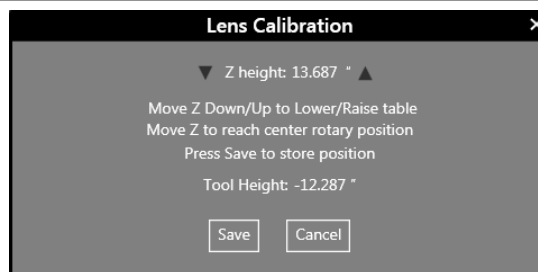 Lens Calibration
▼ Z height: 13.687 " ▲
Move Z Down/Up to Lower/Raise table
Move Z to reach center rotary position
Press Save to store position
Tool Height: -12.287 "
Save Cancel